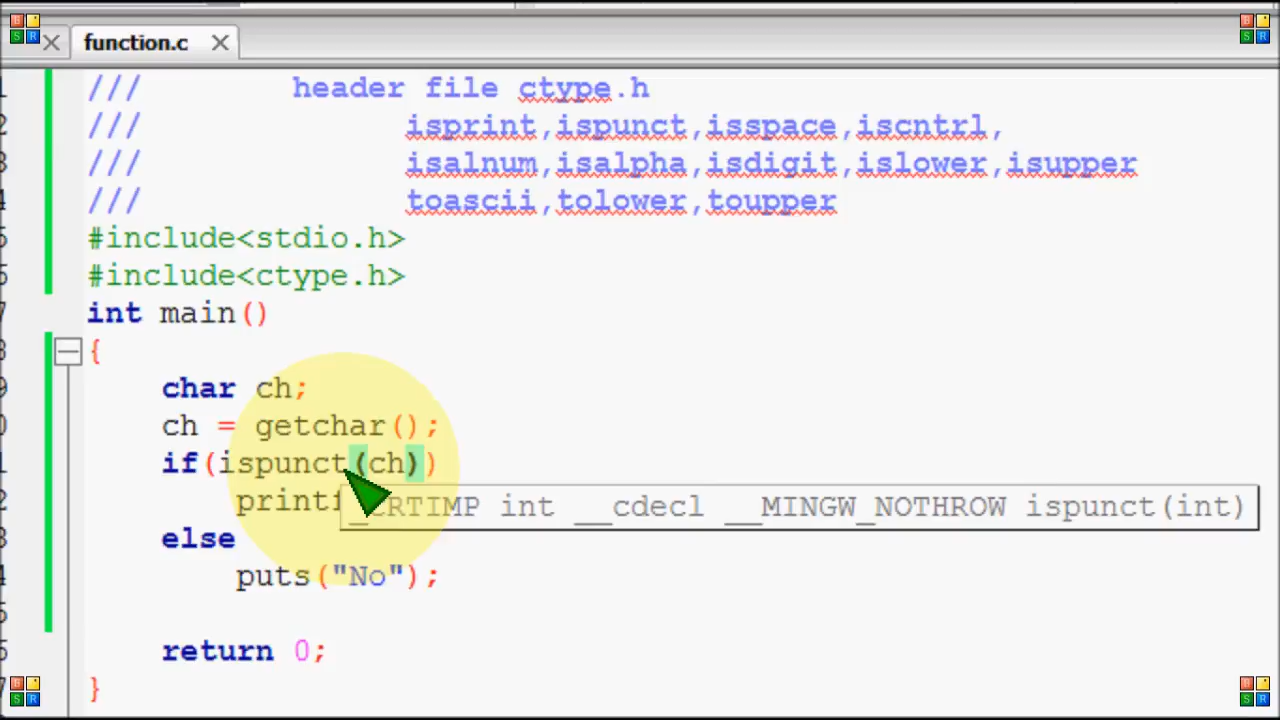 function.c
/// header file ctype.h
/// isprint,ispunct,isspace,iscntrl,
/// isalnum,isalpha,isdigit,islower,isupper
/// toascii,tolower,toupper
#include<stdio.h>
#include<ctype.h>
int main()
{
char ch;
ch = getchar();
if(ispunct(ch))
_CRTIMP int __cdecl __MINGW_NOTHROW ispunct(int)
else
puts("No");
return 0;
}